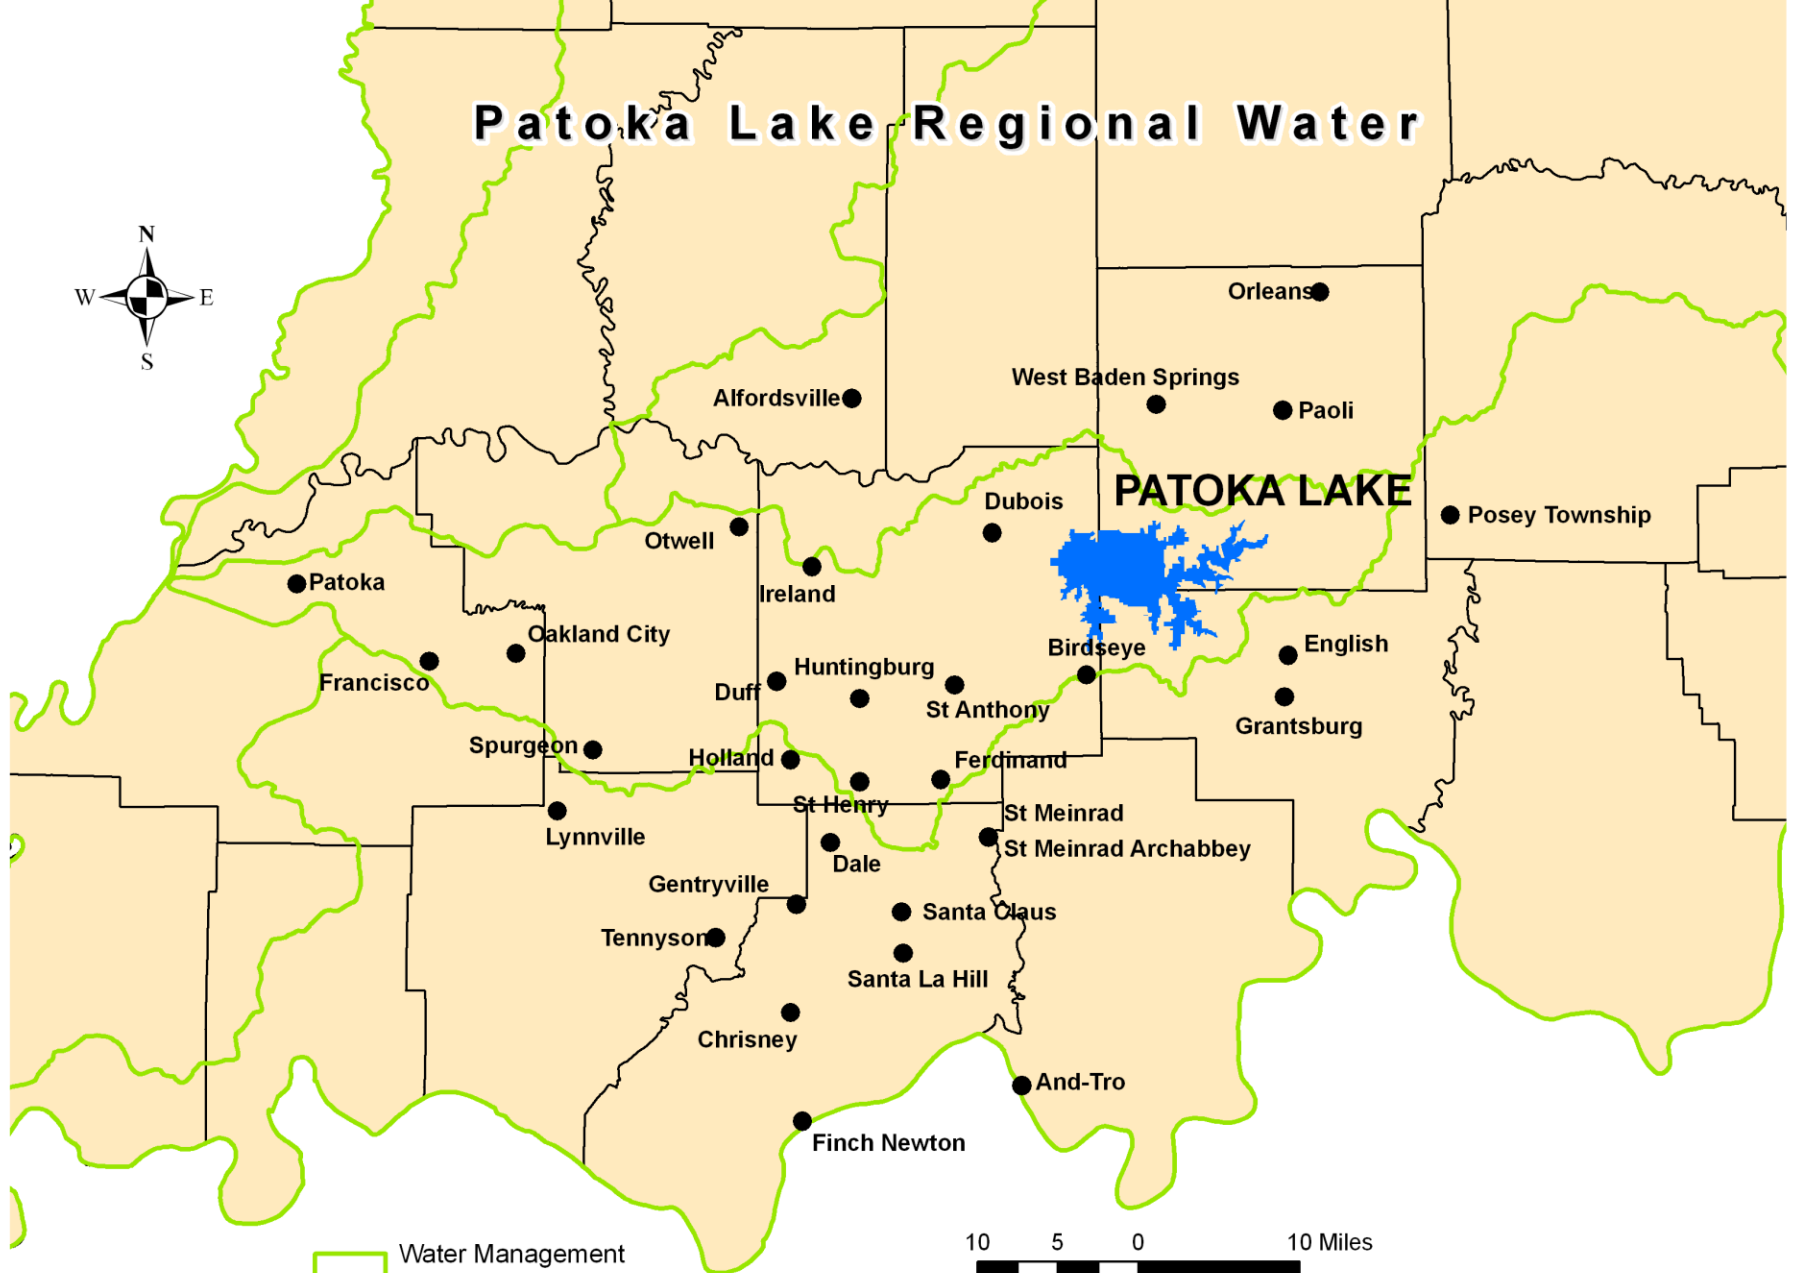 Patoka Lake Regional Water
N
W E
S
Orleans
West Baden Springs
Alfordsville
Paoli
PATOKA LAKE
Dubois
Posey Township
Otwell
Ireland
Patoka
Oakland City
English
Birdseye
Huntingburg
Francisco
Duff
St Anthony
Grantsburg
Spurgeon
Holland
Ferdinand
St Henry
St Meinrad
Lynnville
St Meinrad Archabbey
Dale
Gentryville
Santa Claus
Tennyson
Santa La Hill
Chrisney
And-Tro
Finch Newton
Water Management
10 5 0 10 Miles